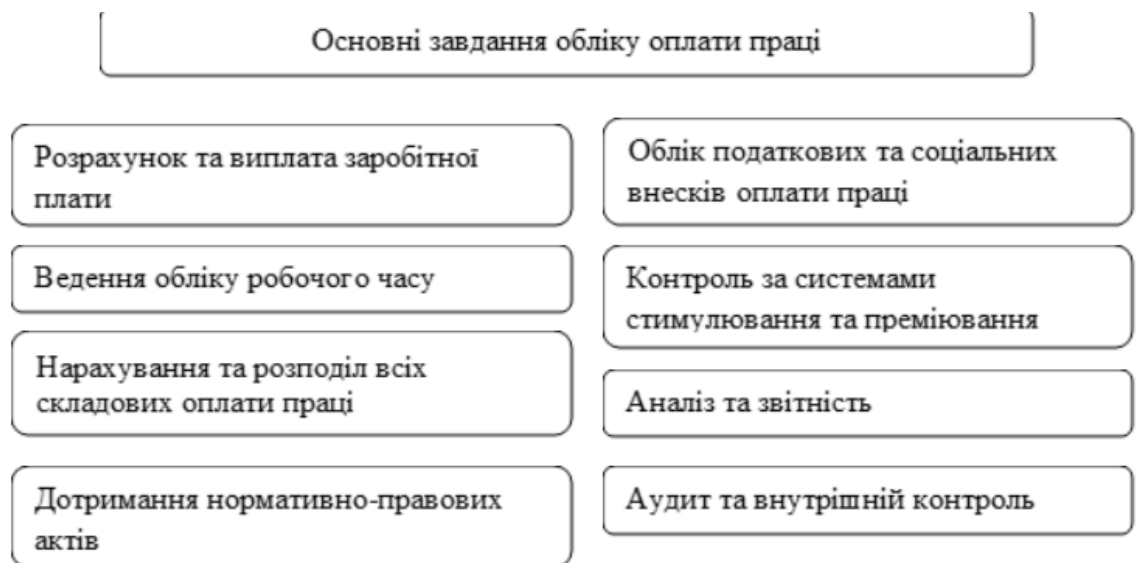 Основні завдання обліку оплати праці
Розрахунок та виплата заробітної
плати
Ведення обліку робочого часу
Нарахування та розподіл всіх
складових оплати праці
Дотримання нормативно-правових
актів
Облік податкових та соціальних
внесків оплати праці
Контроль за системами
стимулювання та преміювання
Аналіз та звітність
Аудит та внутрішній контроль